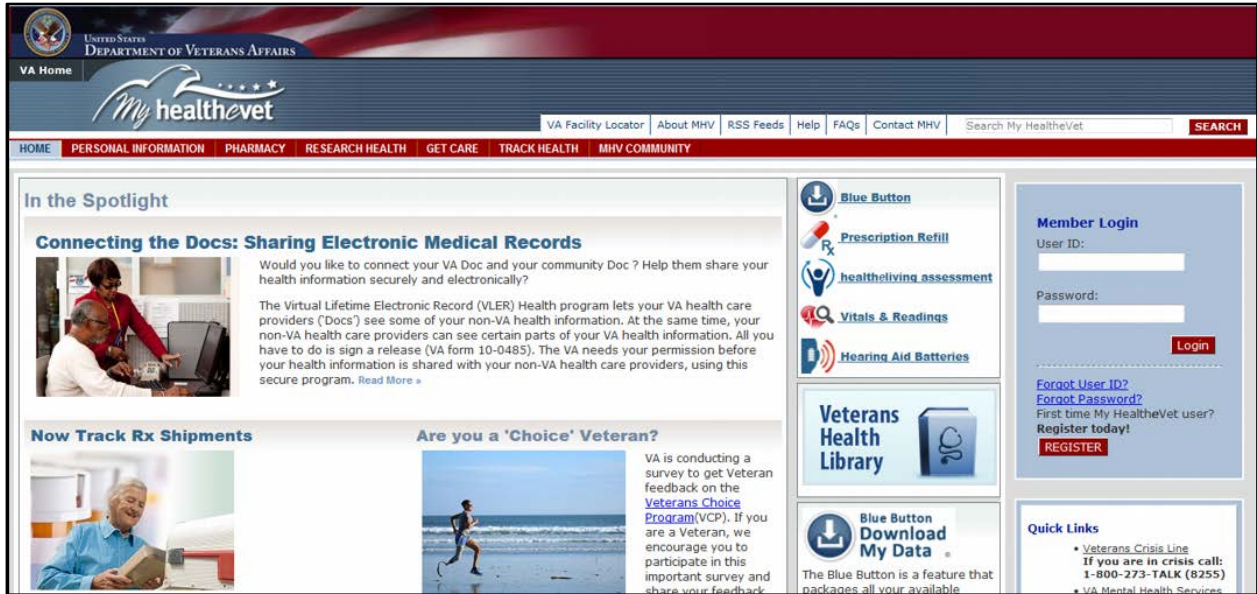 UNITED STATES
DEPARTMENT OF VETERANS AFFAIRS
VA Home
My healthevet
VA Facility Locator About MHV RSS Feeds Help FAQs Contact MHV Search My HealtheVet SEARCH
HOME PERSONAL INFORMATION PHARMACY RESEARCH HEALTH GET CARE TRACK HEALTH MHV COMMUNITY
In the Spotlight
Connecting the Docs: Sharing Electronic Medical Records
Would you like to connect your VA Doc and your community Doc ? Help them share your
health information securely and electronically?
The Virtual Lifetime Electronic Record (VLER) Health program lets your VA health care
providers ('Docs') see some of your non-VA health information. At the same time, your
non-VA health care providers can see certain parts of your VA health information. All you
have to do is sign a release (VA form 10-0485). The VA needs your permission before
your health information is shared with your non-VA health care providers, using this
secure program. Read More »
Now Track Rx Shipments
Are you a 'Choice' Veteran?
VA is conducting a
survey to get Veteran
feedback on the
Veterans Choice
Program(VCP). If you
are a Veteran, we
encourage you to
participate in this
important survey and
share your feedback
Blue Button
Rx Prescription Refill
healtheliving assessment
Vitals & Readings
Hearing Aid Batteries
Veterans
Health
Library
Blue Button
Download
My Data
The Blue Button is a feature that
packages all your available
Member Login
User ID:
Password:
Login
Forgot User ID?
Forgot Password?
First time My HealtheVet user?
Register today!
REGISTER
Quick Links
• Veterans Crisis Line
If you are in crisis call:
1-800-273-TALK (8255)
• VA Mental Health Services